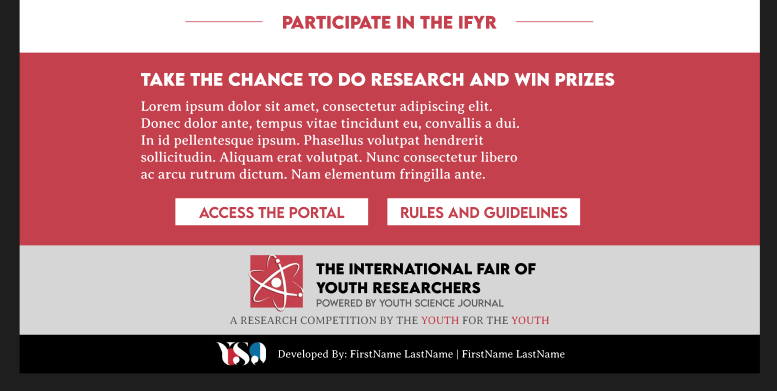 PARTICIPATE IN THE IFYR
TAKE THE CHANCE TO DO RESEARCH AND WIN PRIZES
Lorem ipsum dolor sit amet, consectetur adipiscing elit.
Donec dolor ante, tempus vitae tincidunt eu, convallis a dui.
In id pellentesque ipsum. Phasellus volutpat hendrerit
sollicitudin. Aliquam erat volutpat. Nunc consectetur libero
ac arcu rutrum dictum. Nam elementum fringilla ante.
ACCESS THE PORTAL
RULES AND GUIDELINES
THE INTERNATIONAL FAIR OF
YOUTH RESEARCHERS
POWERED BY YOUTH SCIENCE JOURNAL
A RESEARCH COMPETITION BY THE YOUTH FOR THE YOUTH
YSJ
Developed By: FirstName LastName | FirstName LastName